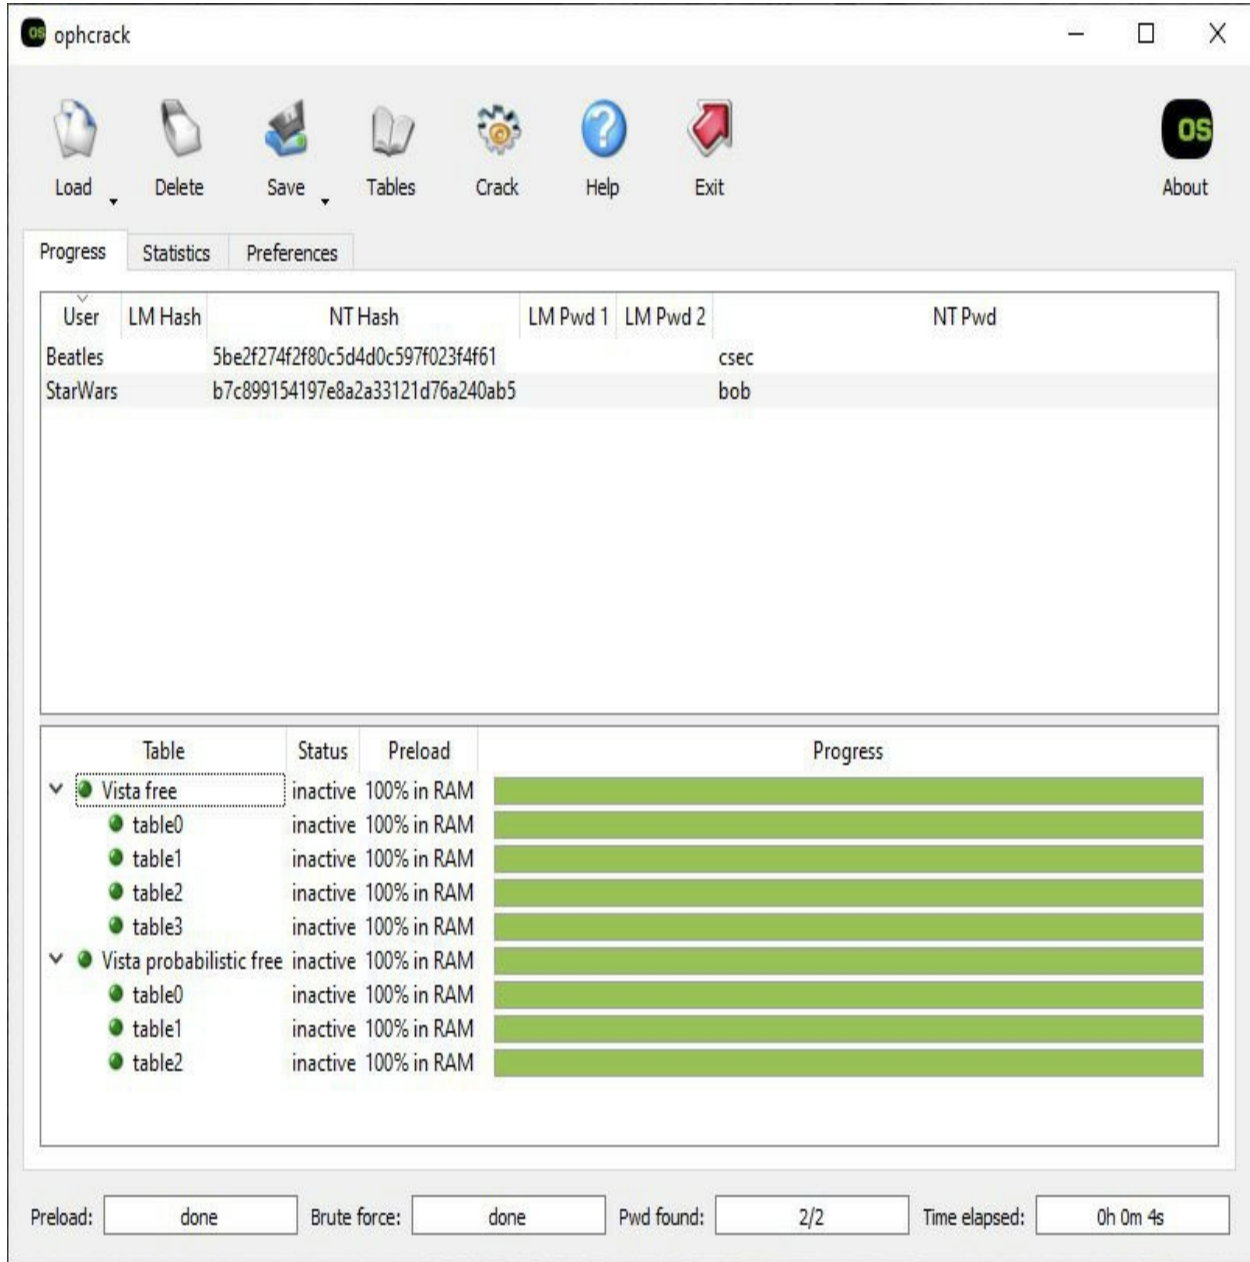 OS ophcrack
Load Delete Save Tables Crack Help Exit About
OS
Progress Statistics Preferences
User LM Hash NT Hash LM Pwd 1 LM Pwd 2 NT Pwd
Beatles 5be2f274f2f80c5d4d0c597f023f4f61 csec
StarWars b7c899154197e8a2a33121d76a240ab5 bob
Table Status Preload Progress
Vista free inactive 100% in RAM
table0 inactive 100% in RAM
table1 inactive 100% in RAM
table2 inactive 100% in RAM
table3 inactive 100% in RAM
Vista probabilistic free inactive 100% in RAM
table0 inactive 100% in RAM
table1 inactive 100% in RAM
table2 inactive 100% in RAM
Preload: done Brute force: done Pwd found: 2/2 Time elapsed: 0h 0m 4s